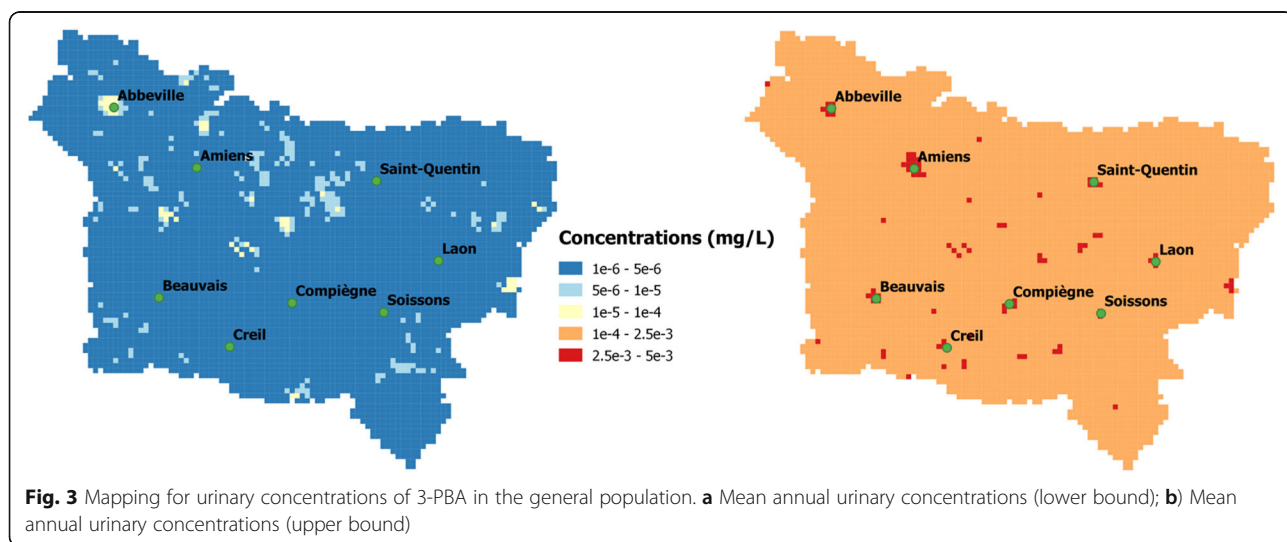 Abbeville
Amiens
Saint-Quentin
Laon
Beauvais
Compiègne
Soissons
Creil
Concentrations (mg/L)
1e-6 - 5e-6
5e-6 - 1e-5
1e-5 - 1e-4
1e-4 - 2.5e-3
2.5e-3 - 5e-3
Abbeville
Amiens
Saint-Quentin
Laon
Beauvais
Compiègne
Soissons
Creil
Fig. 3 Mapping for urinary concentrations of 3-PBA in the general population. a Mean annual urinary concentrations (lower bound); b) Mean
annual urinary concentrations (upper bound)